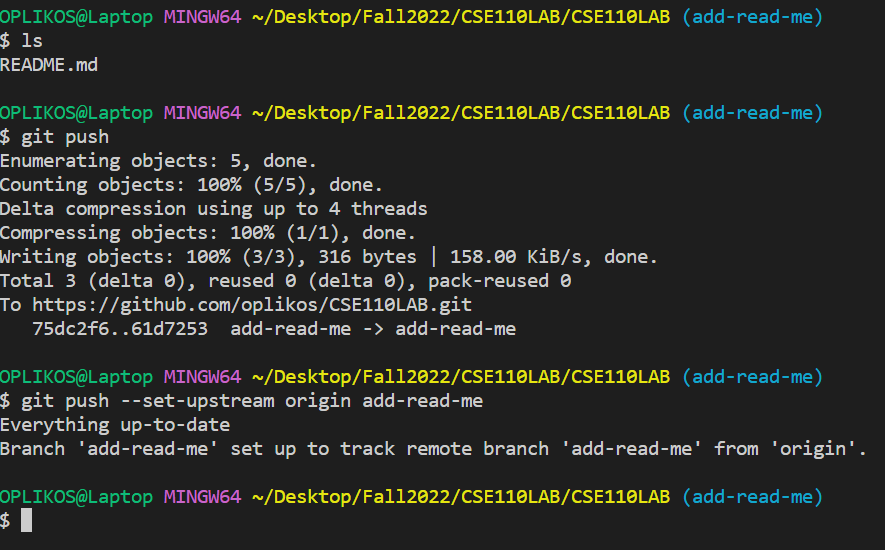 OPLIKOS@Laptop MINGW64 ~/Desktop/Fall2022/CSE110LAB/CSE110LAB (add-read-me)
$ ls
README.md
OPLIKOS@Laptop MINGW64 ~/Desktop/Fall2022/CSE110LAB/CSE110LAB (add-read-me)
$ git push
Enumerating objects: 5, done.
Counting objects: 100% (5/5), done.
Delta compression using up to 4 threads
Compressing objects: 100% (1/1), done.
Writing objects: 100% (3/3), 316 bytes | 158.00 KiB/s, done.
Total 3 (delta 0), reused 0 (delta 0), pack-reused 0
To https://github.com/oplikos/CSE110LAB.git
   75dc2f6..61d7253  add-read-me -> add-read-me
OPLIKOS@Laptop MINGW64 ~/Desktop/Fall2022/CSE110LAB/CSE110LAB (add-read-me)
$ git push --set-upstream origin add-read-me
Everything up-to-date
Branch 'add-read-me' set up to track remote branch 'add-read-me' from 'origin'.
OPLIKOS@Laptop MINGW64 ~/Desktop/Fall2022/CSE110LAB/CSE110LAB (add-read-me)
$